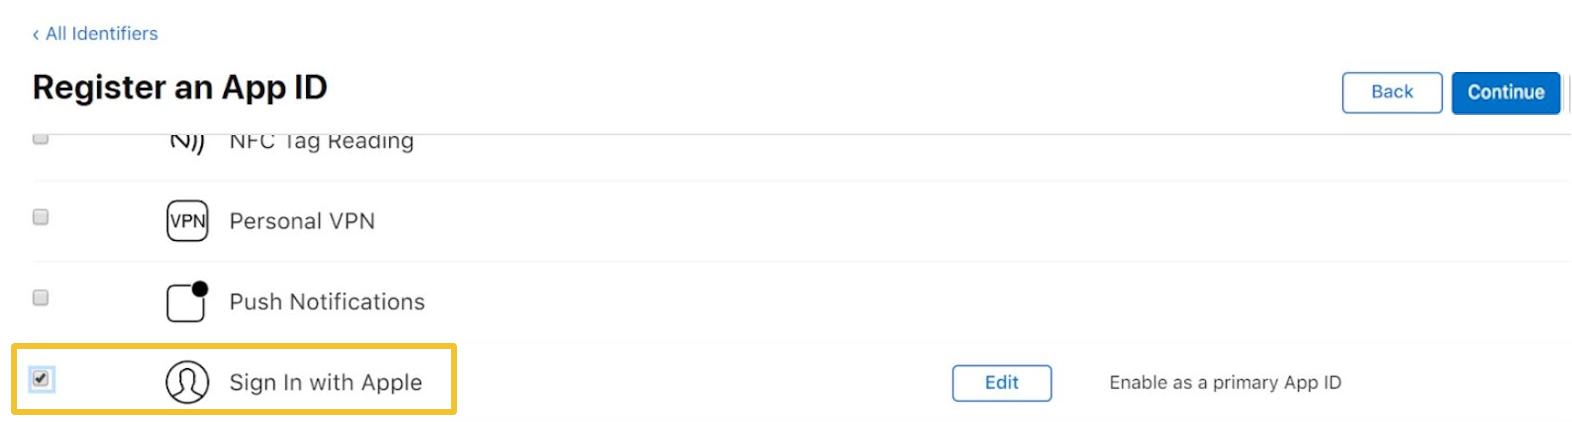 ‹ All Identifiers
Register an App ID
Back
Continue
NFC Tag Reading
VPN
Personal VPN
Push Notifications
Sign In with Apple
Edit
Enable as a primary App ID